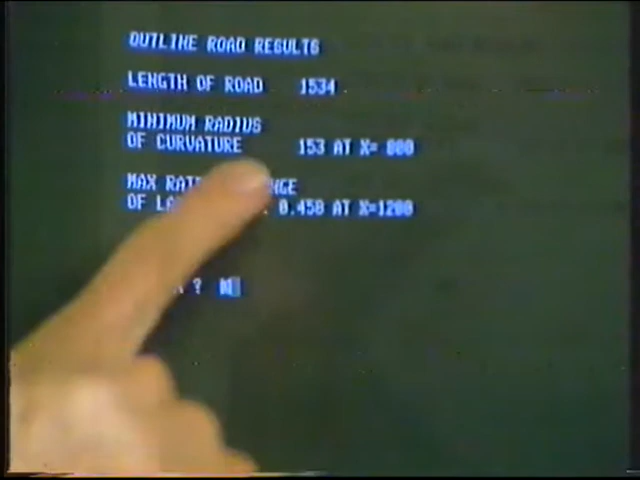 OUTLINE ROAD RESULTS
LENGTH OF ROAD 1534
MINIMUM RADIUS
OF CURVATURE 153 AT X= 800
MAX
OF 0.458 AT X=1200
? N